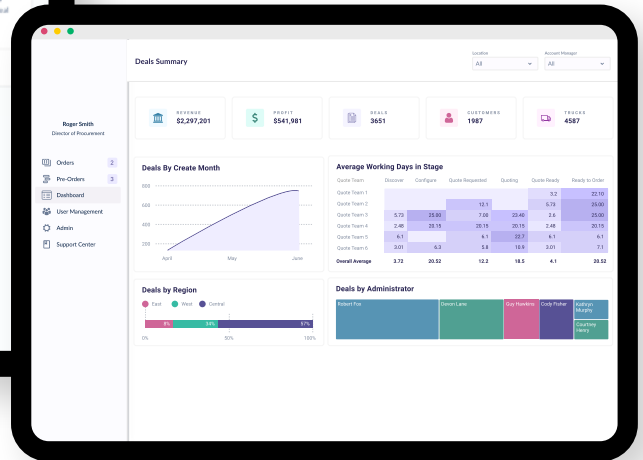 Deals Summary
Location
All
Account Manager
All
Roger Smith
Director of Procurement
Orders 2
Pre-Orders 3
Dashboard
User Management
Admin
Support Center
REVENUE
$2,297,201
PROFIT
$541,981
DEALS
3651
CUSTOMERS
1987
TRUCKS
4587
Deals By Create Month
800
600
400
200
April May June
Average Working Days in Stage
Quote Team Discover Configure Quote Requested Quoting Quote Ready Ready to Order
Quote Team 1 3.2 22.10
Quote Team 2 12.1 5.73 25.00
Quote Team 3 5.73 25.00 7.00 23.40 2.6 25.00
Quote Team 4 2.48 20.15 20.15 20.15 2.48 20.15
Quote Team 5 6.1 6.1 22.7 6.1 6.1
Quote Team 6 3.01 6.3 5.8 10.9 3.01 7.1
Overall Average 3.72 20.52 12.2 18.5 4.1 20.52
Deals by Region
East West Central
8% 34% 57%
0% 50% 100%
Deals by Administrator
Robert Fox
Devon Lane
Guy Hawkins
Cody Fisher
Kathryn
Murphy
Courtney
Henry